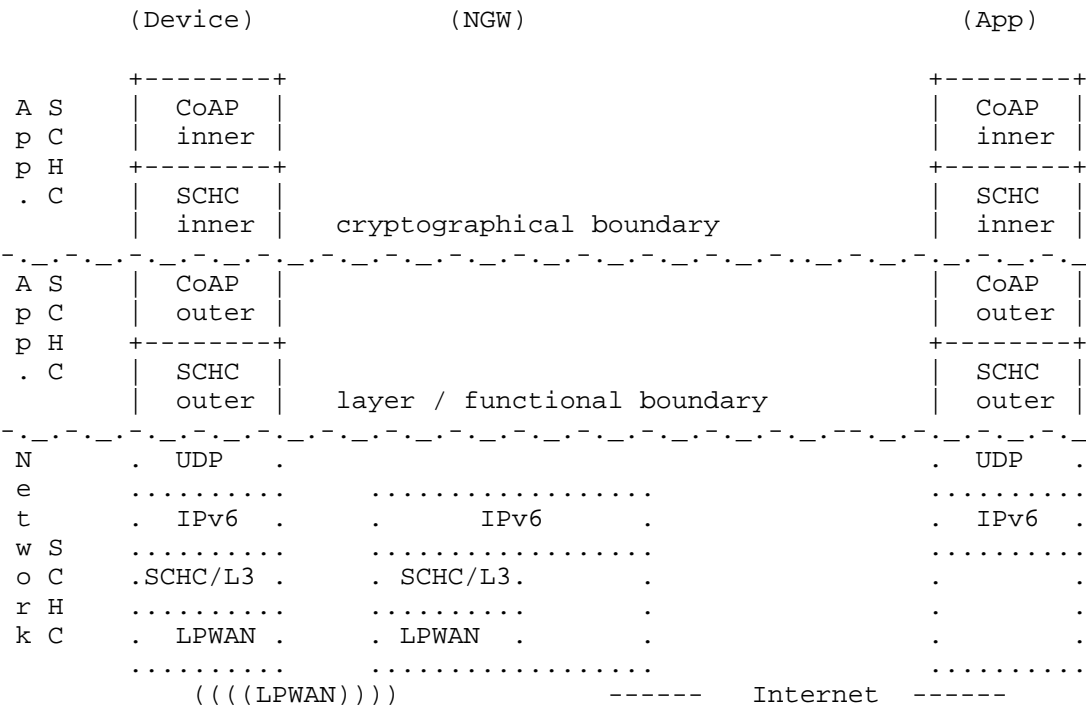 (Device) (NGW) (App)
+--------+ +--------+
A S | CoAP | | CoAP |
p C | inner | | inner |
p H +--------+ +--------+
. C | SCHC | | SCHC |
| inner | cryptographical boundary | inner |
-._.-._.-._.-._.-._.-._.-._.-._.-._.-._.-._.-._.-.._.-._.-._.-._.-._
A S | CoAP | | CoAP |
p C | outer | | outer |
p H +--------+ +--------+
. C | SCHC | | SCHC |
| outer | layer / functional boundary | outer |
-._.-._.-._.-._.-._.-._.-._.-._.-._.-._.-._.-._.-._.--._.-._.-._.-._.-._
N . UDP . . UDP .
e .......... .................. ..........
t . IPv6 . . IPv6 . . IPv6 .
w S .......... .................. ..........
o C .SCHC/L3 . . SCHC/L3. . . .
r H .......... .......... . . .
k C . LPWAN . . LPWAN . . . .
.......... .................. ..........
((((LPWAN)))) ------ Internet ------